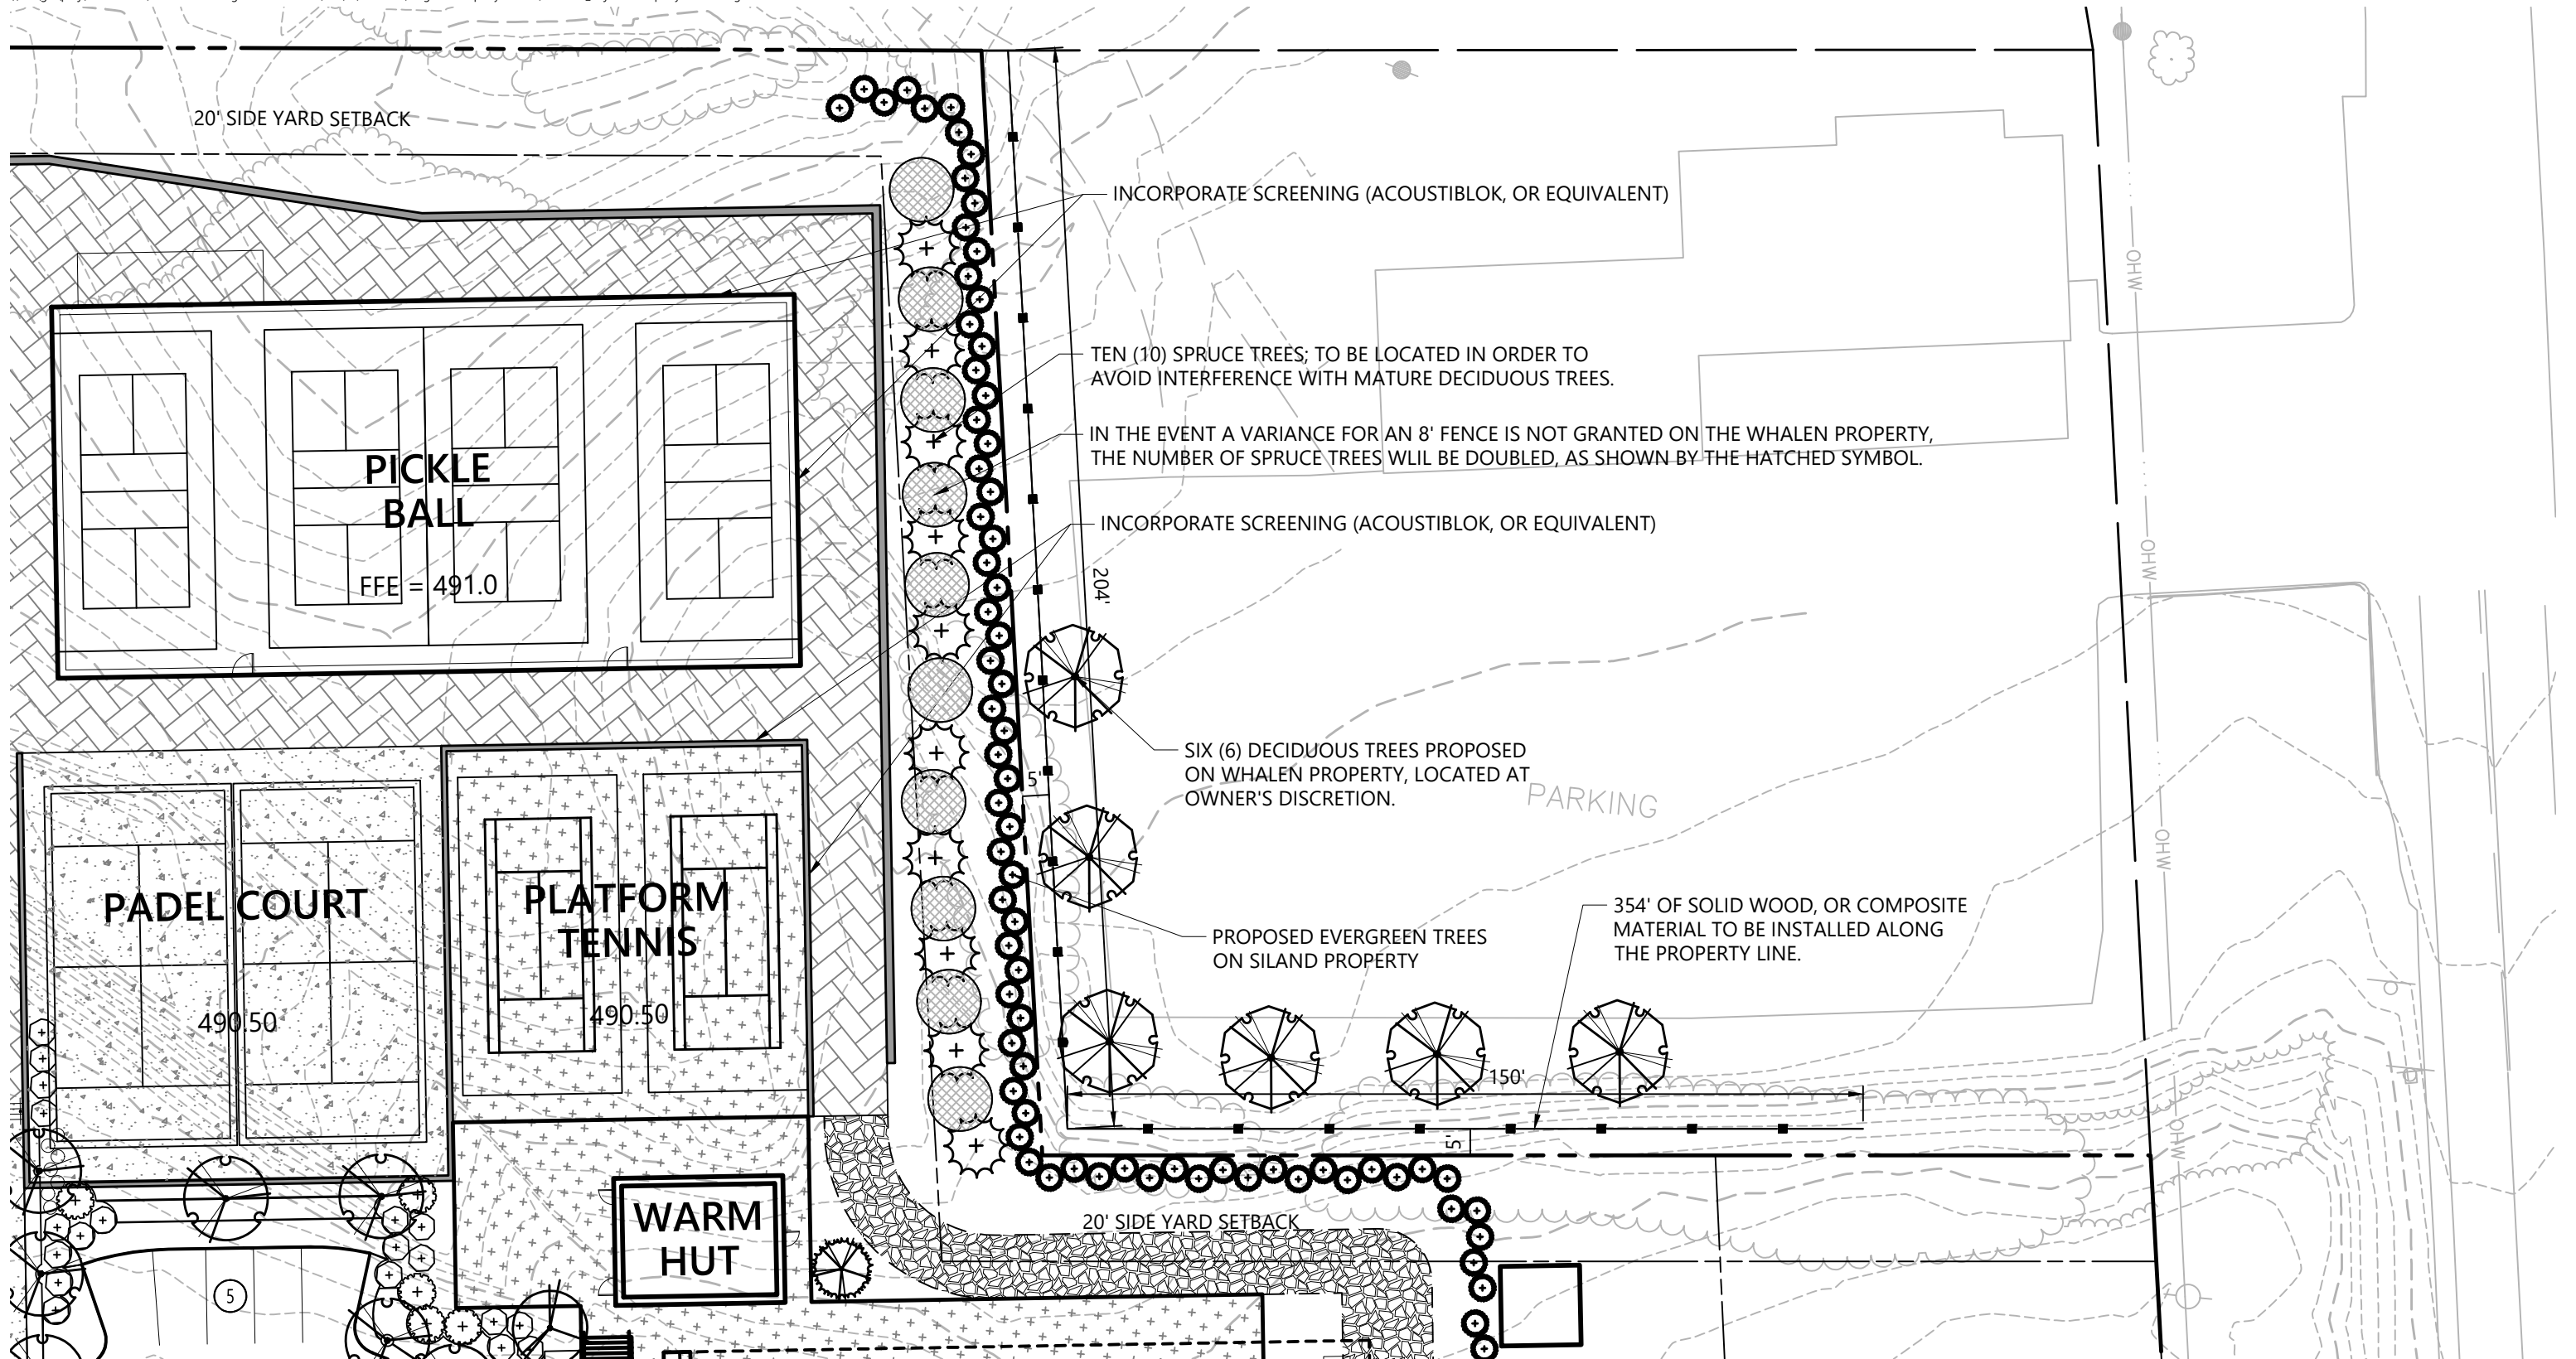 20' SIDE YARD SETBACK
INCORPORATE SCREENING (ACOUSTIBLOK, OR EQUIVALENT)
TEN (10) SPRUCE TREES; TO BE LOCATED IN ORDER TO
AVOID INTERFERENCE WITH MATURE DECIDUOUS TREES.
IN THE EVENT A VARIANCE FOR AN 8' FENCE IS NOT GRANTED ON THE WHALEN PROPERTY,
THE NUMBER OF SPRUCE TREES WLIL BE DOUBLED, AS SHOWN BY THE HATCHED SYMBOL.
INCORPORATE SCREENING (ACOUSTIBLOK, OR EQUIVALENT)
PICKLE
BALL
FFE = 491.0
204'
OHW
OHW
OHW
OHW
SIX (6) DECIDUOUS TREES PROPOSED
ON WHALEN PROPERTY, LOCATED AT
OWNER'S DISCRETION.
5'
PARKING
PADEL COURT
490.50
PLATFORM
TENNIS
490.50
PROPOSED EVERGREEN TREES
ON SILAND PROPERTY
354' OF SOLID WOOD, OR COMPOSITE
MATERIAL TO BE INSTALLED ALONG
THE PROPERTY LINE.
150'
5'
WARM
HUT
20' SIDE YARD SETBACK
5